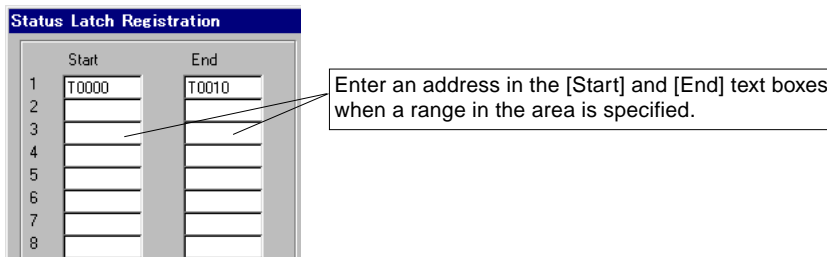 Status Latch Registration
Start End
1 T0000 T0010
2
3
4
5
6
7
8
Enter an address in the [Start] and [End] text boxes
when a range in the area is specified.